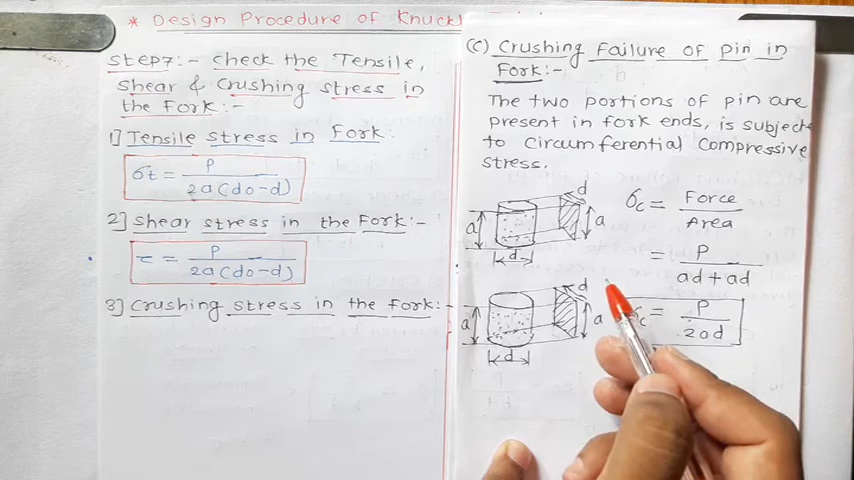 * Design Procedure of Knuckl
Step7:- Check the Tensile,
Shear & Crushing stress in
the Fork:-
1] Tensile stress in Fork:-
σt = P / 2a(do-d)
2] Shear stress in the Fork:-
τ = P / 2a(do-d)
3] Crushing stress in the fork:-
(c) Crushing Failure of Pin in
Fork:-
The two portions of pin are
present in fork ends, is subject
to Circumferential Compressive
stress.
a d d a
σc = Force / Area
= P / ad + ad
a d d a
σc = P / 2ad